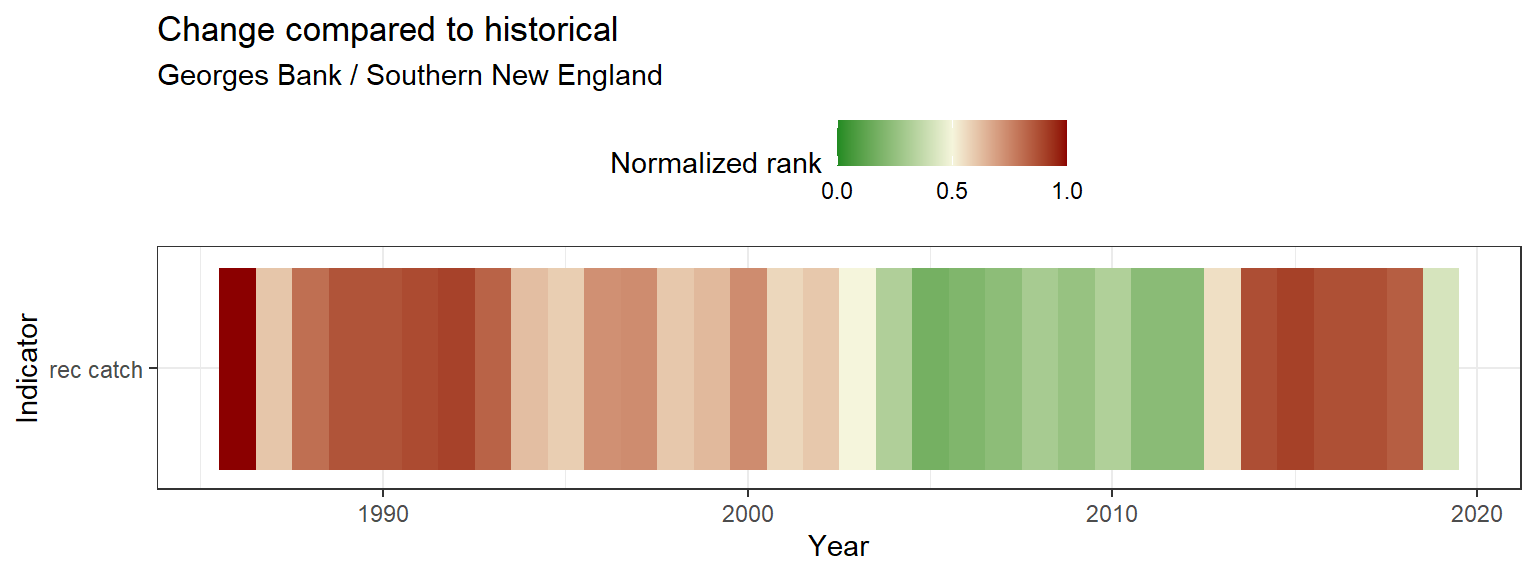 Change compared to historical
Georges Bank / Southern New England
Normalized rank
0.0 0.5 1.0
Indicator
rec catch
1990 2000 2010 2020
Year